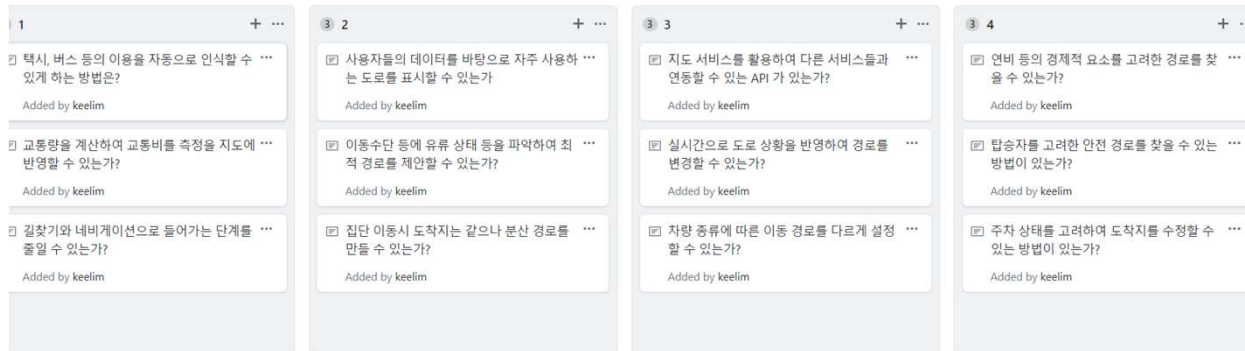 1
택시, 버스 등의 이용을 자동으로 인식할 수
있게 하는 방법은?
Added by keelim
교통량을 계산하여 교통비를 측정을 지도에
반영할 수 있는가?
Added by keelim
길찾기와 네비게이션으로 들어가는 단계를
줄일 수 있는가?
Added by keelim
3 2
사용자들의 데이터를 바탕으로 자주 사용하
는 도로를 표시할 수 있는가
Added by keelim
이동수단 등에 유류 상태 등을 파악하여 최
적 경로를 제안할 수 있는가?
Added by keelim
집단 이동시 도착지는 같으나 분산 경로를
만들 수 있는가?
Added by keelim
3 3
지도 서비스를 활용하여 다른 서비스들과
연동할 수 있는 API 가 있는가?
Added by keelim
실시간으로 도로 상황을 반영하여 경로를
변경할 수 있는가?
Added by keelim
차량 종류에 따른 이동 경로를 다르게 설정
할 수 있는가?
Added by keelim
3 4
연비 등의 경제적 요소를 고려한 경로를 찾
을 수 있는가?
Added by keelim
탑승자를 고려한 안전 경로를 찾을 수 있는
방법이 있는가?
Added by keelim
주차 상태를 고려하여 도착지를 수정할 수
있는 방법이 있는가?
Added by keelim